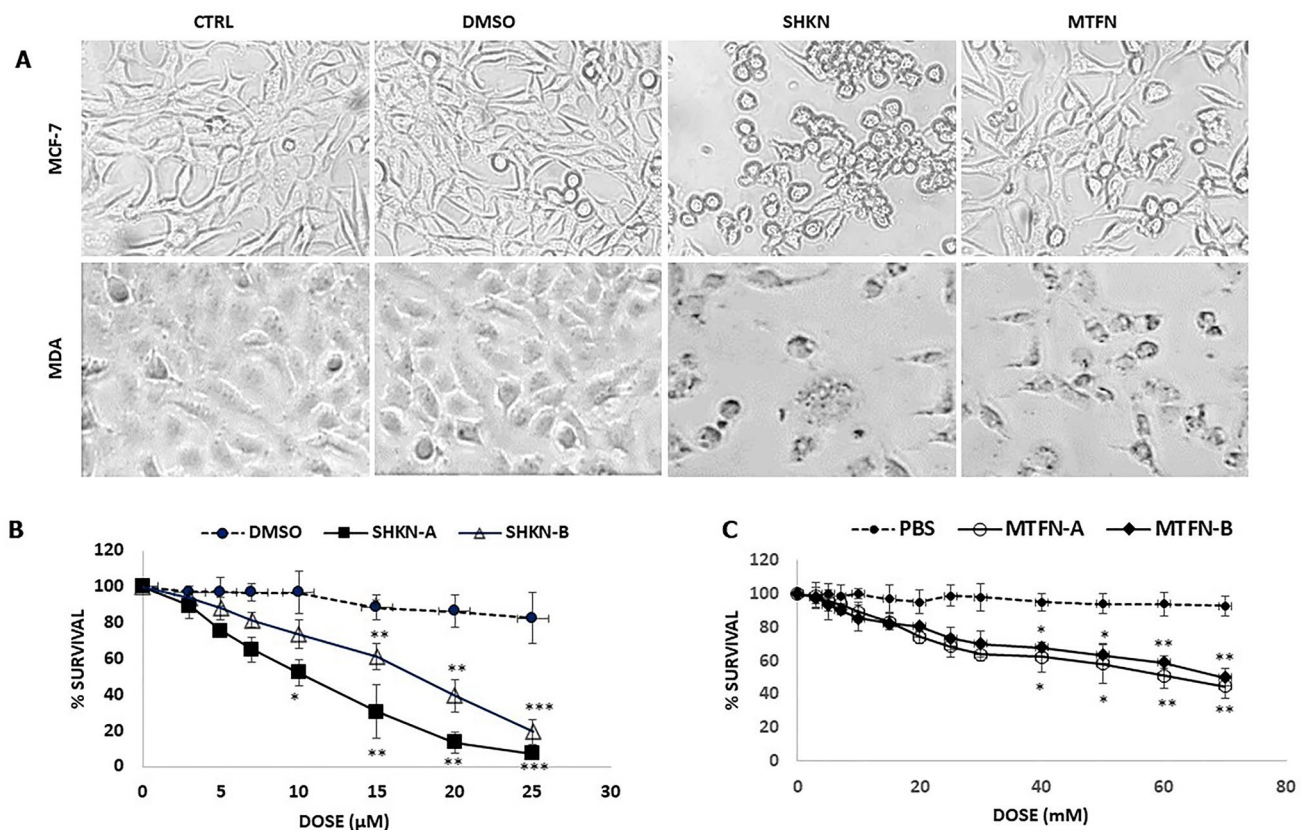 CTRL DMSO SHKN MTFN
A
MCF-7
MDA
B
DMSO SHKN-A SHKN-B
120
100
80
60
40
20
0
% SURVIVAL
** 
**
***
*
**
**
***
0 5 10 15 20 25 30
DOSE (µM)
C
PBS MTFN-A MTFN-B
120
100
80
60
40
20
0
% SURVIVAL
* * ** **
* * ** **
0 20 40 60 80
DOSE (mM)